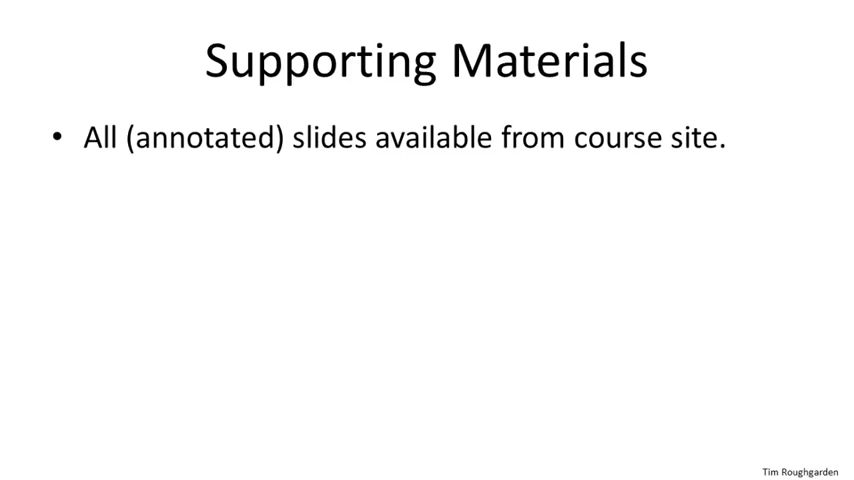 Supporting Materials
• All (annotated) slides available from course site.
Tim Roughgarden